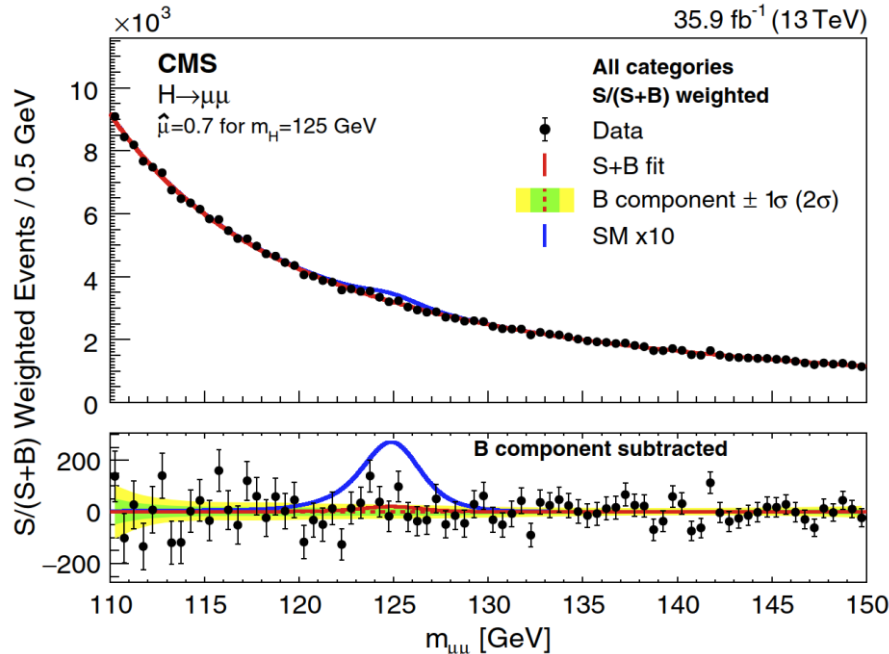 ×10³
35.9 fb⁻¹ (13 TeV)
CMS
H→μμ
μ̂=0.7 for m_H=125 GeV
All categories
S/(S+B) weighted
Data
S+B fit
B component ± 1σ (2σ)
SM x10
S/(S+B) Weighted Events / 0.5 GeV
10
8
6
4
2
0
B component subtracted
200
0
−200
110 115 120 125 130 135 140 145 150
m_μμ [GeV]